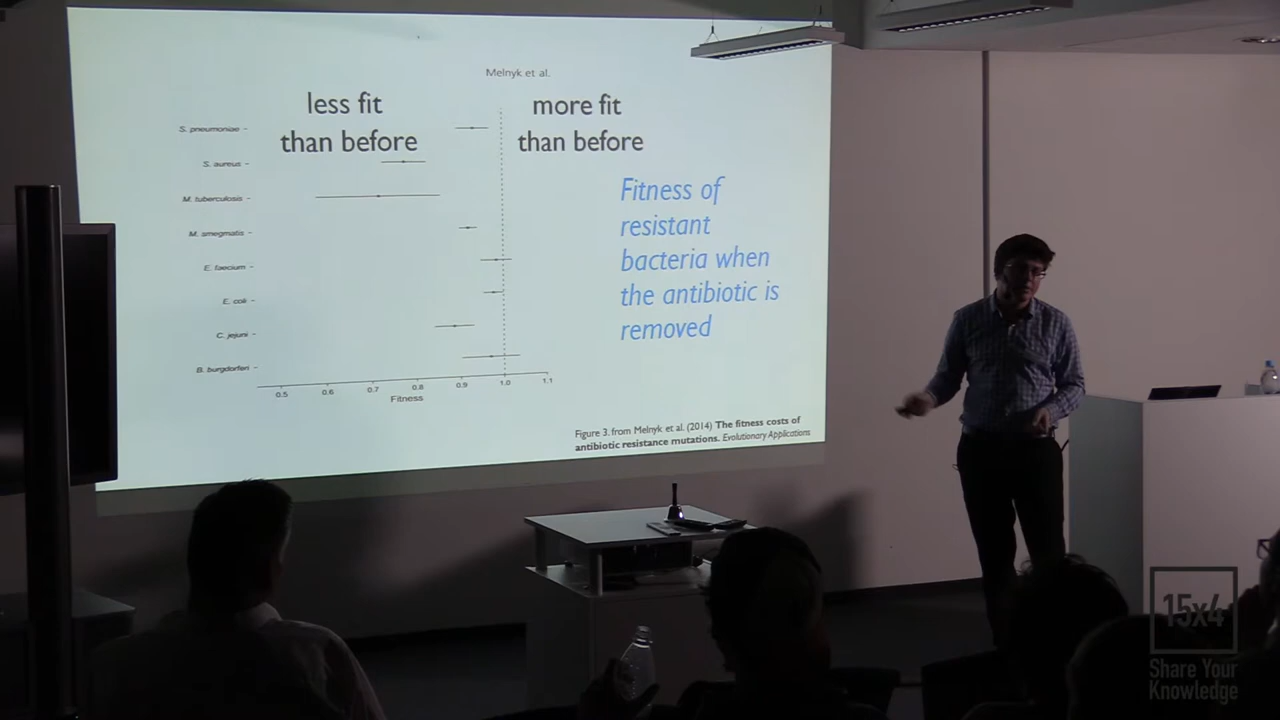 Melnyk et al.
less fit
than before
more fit
than before
S. pneumoniae
S. aureus
M. tuberculosis
M. smegmatis
E. faecium
E. coli
C. jejuni
B. burgdorferi
0.5 0.6 0.7 0.8 0.9 1.0 1.1
Fitness
Fitness of
resistant
bacteria when
the antibiotic is
removed
Figure 3. from Melnyk et al. (2014) The fitness costs of
antibiotic resistance mutations. Evolutionary Applications
15x4
Share Your
Knowledge